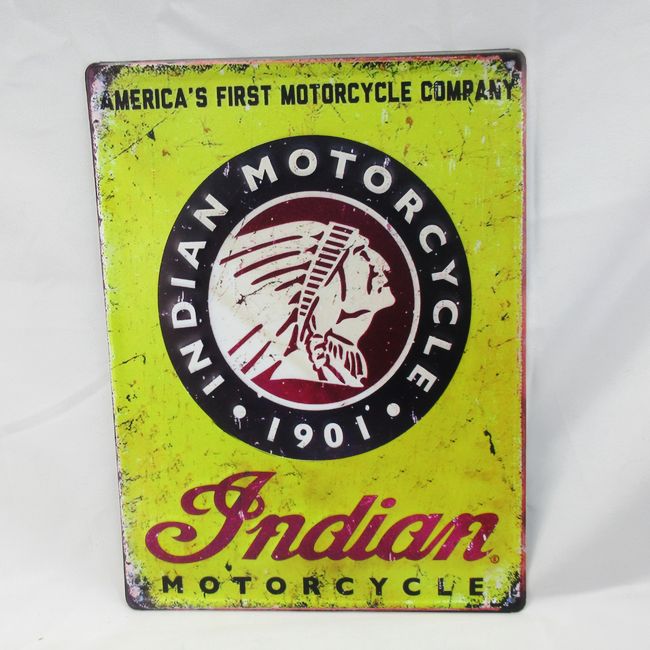 AMERICA'S FIRST MOTORCYCLE COMPANY
INDIAN MOTORCYCLE
• 1901 •
Indian®
MOTORCYCLE